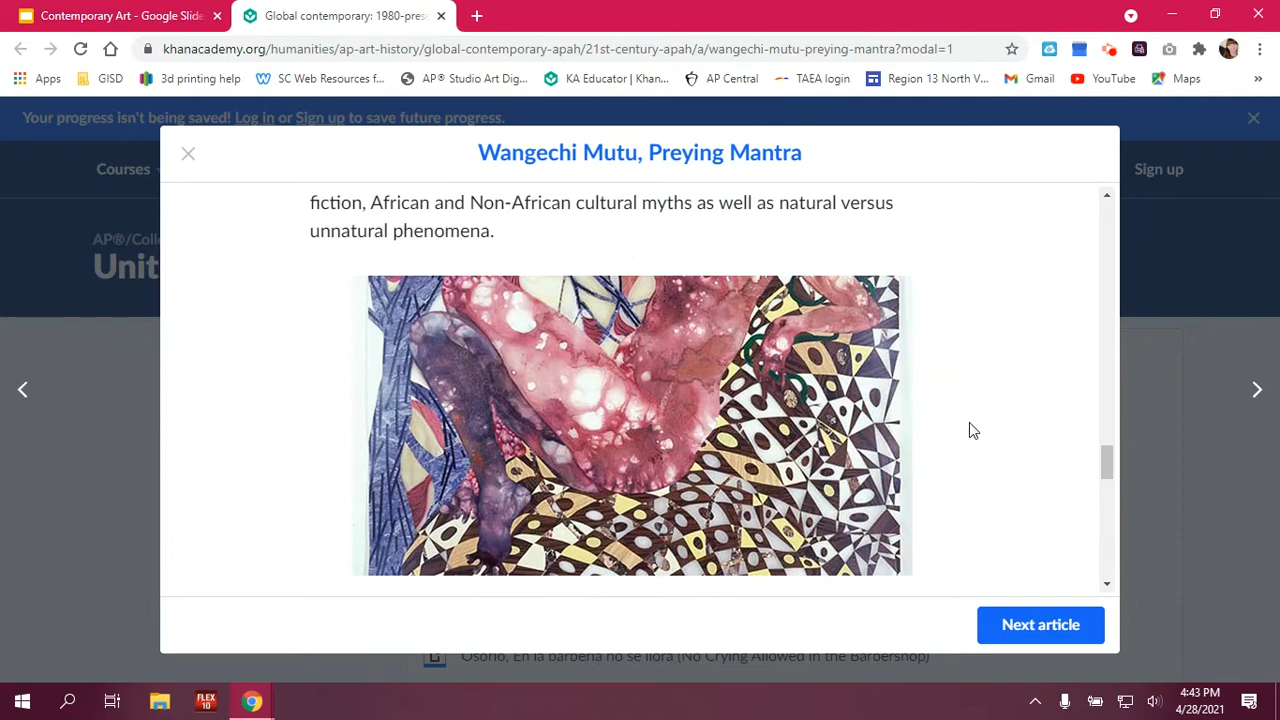 Contemporary Art - Google Slide
Global contemporary: 1980-prese
khanacademy.org/humanities/ap-art-history/global-contemporary-apah/21st-century-apah/a/wangechi-mutu-preying-mantra?modal=1
Apps GISD 3d printing help SC Web Resources f... AP® Studio Art Dig... KA Educator | Khan... AP Central TAEA login Region 13 North V... Gmail YouTube Maps »
Your progress isn't being saved! Log in or Sign up to save future progress.
Wangechi Mutu, Preying Mantra
Courses
Sign up
fiction, African and Non-African cultural myths as well as natural versus
unnatural phenomena.
AP®/Colle
Unit
Next article
Osorio, En la barberia no se llora (No Crying Allowed in the Barbershop)
FLEX
10
4:43 PM
4/28/2021